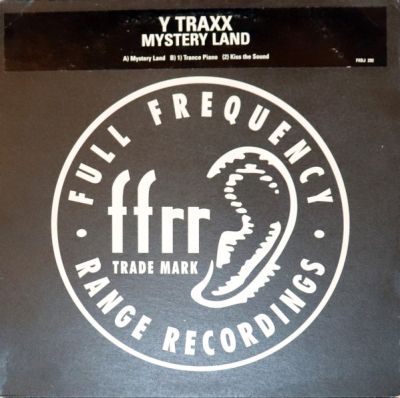 Y TRAXX
MYSTERY LAND
A) Mystery Land B) 1) Trance Piano (2) Kiss the Sound
FULL FREQUENCY
ffrr
TRADE MARK
RANGE RECORDINGS